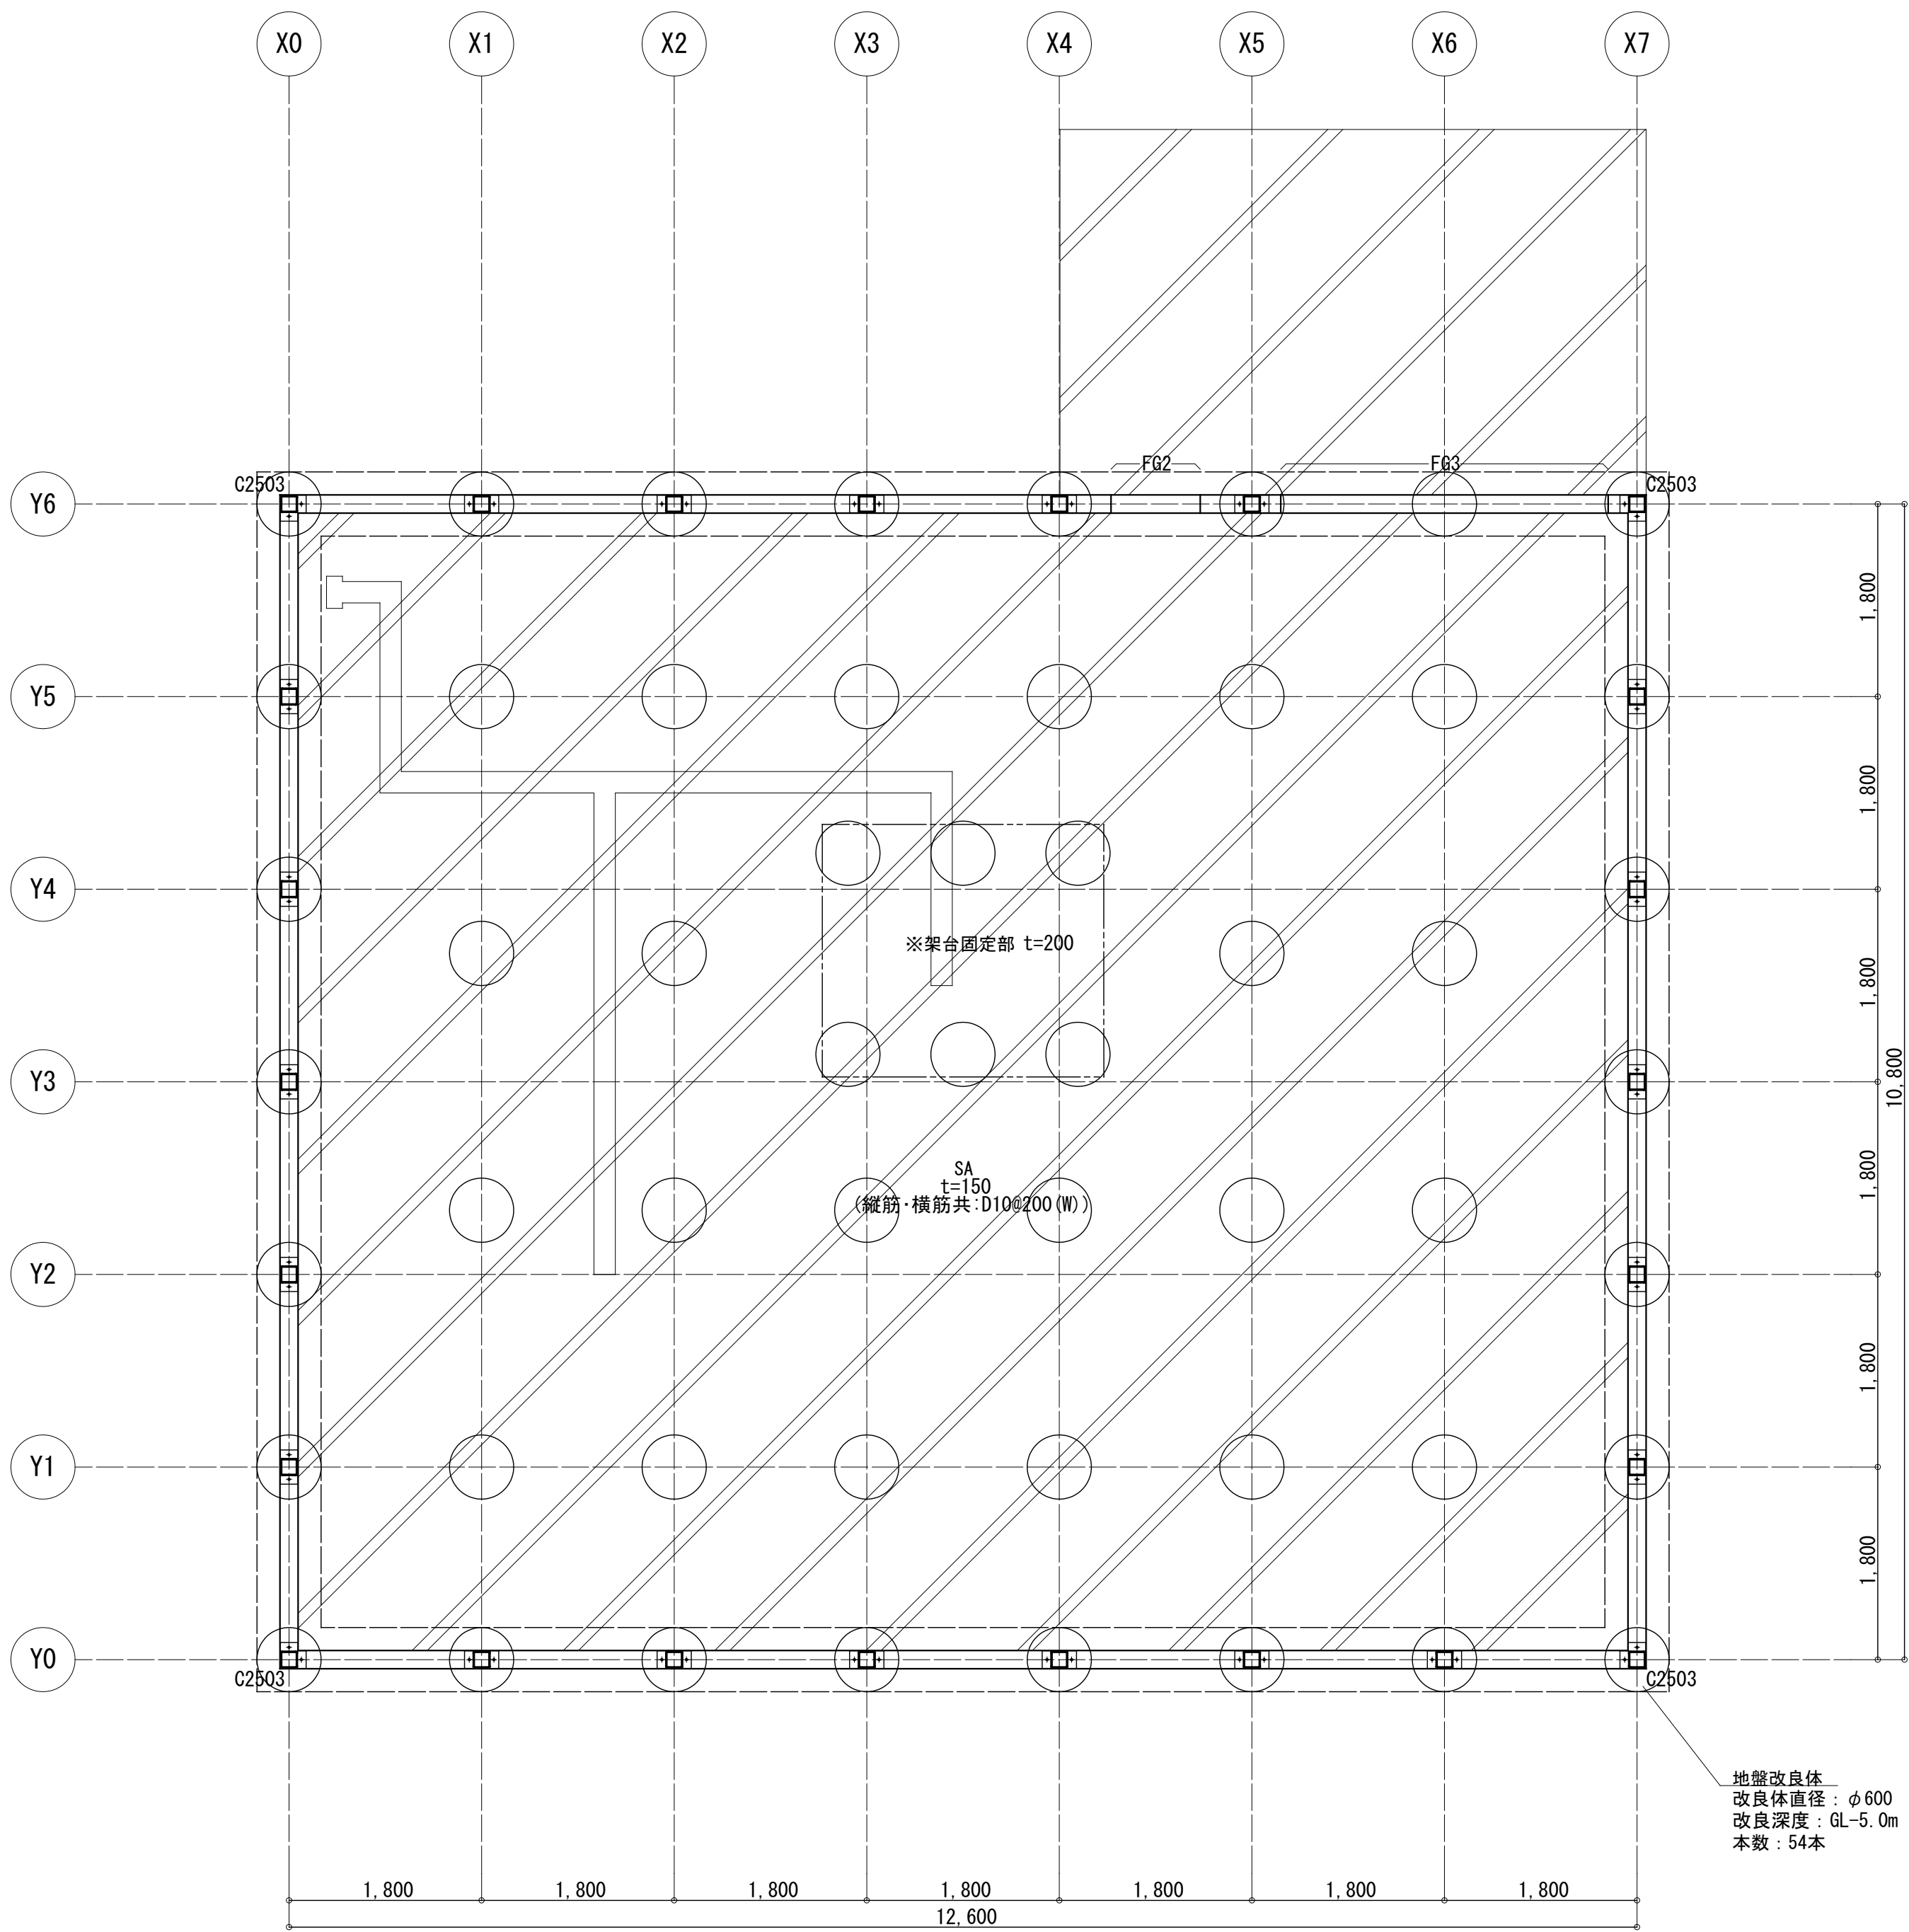 X0
X1
X2
X3
X4
X5
X6
X7
FG2
FG3
C2503
C2503
Y6
1,800
Y5
1,800
Y4
※架台固定部 t=200
1,800
Y3
10,800
SA
t=150
(縦筋・横筋共:D10@200(W))
1,800
Y2
1,800
Y1
1,800
Y0
C2503
C2503
地盤改良体
改良体直径：φ600
改良深度：GL-5.0m
本数：54本
1,800
1,800
1,800
1,800
1,800
1,800
1,800
12,600